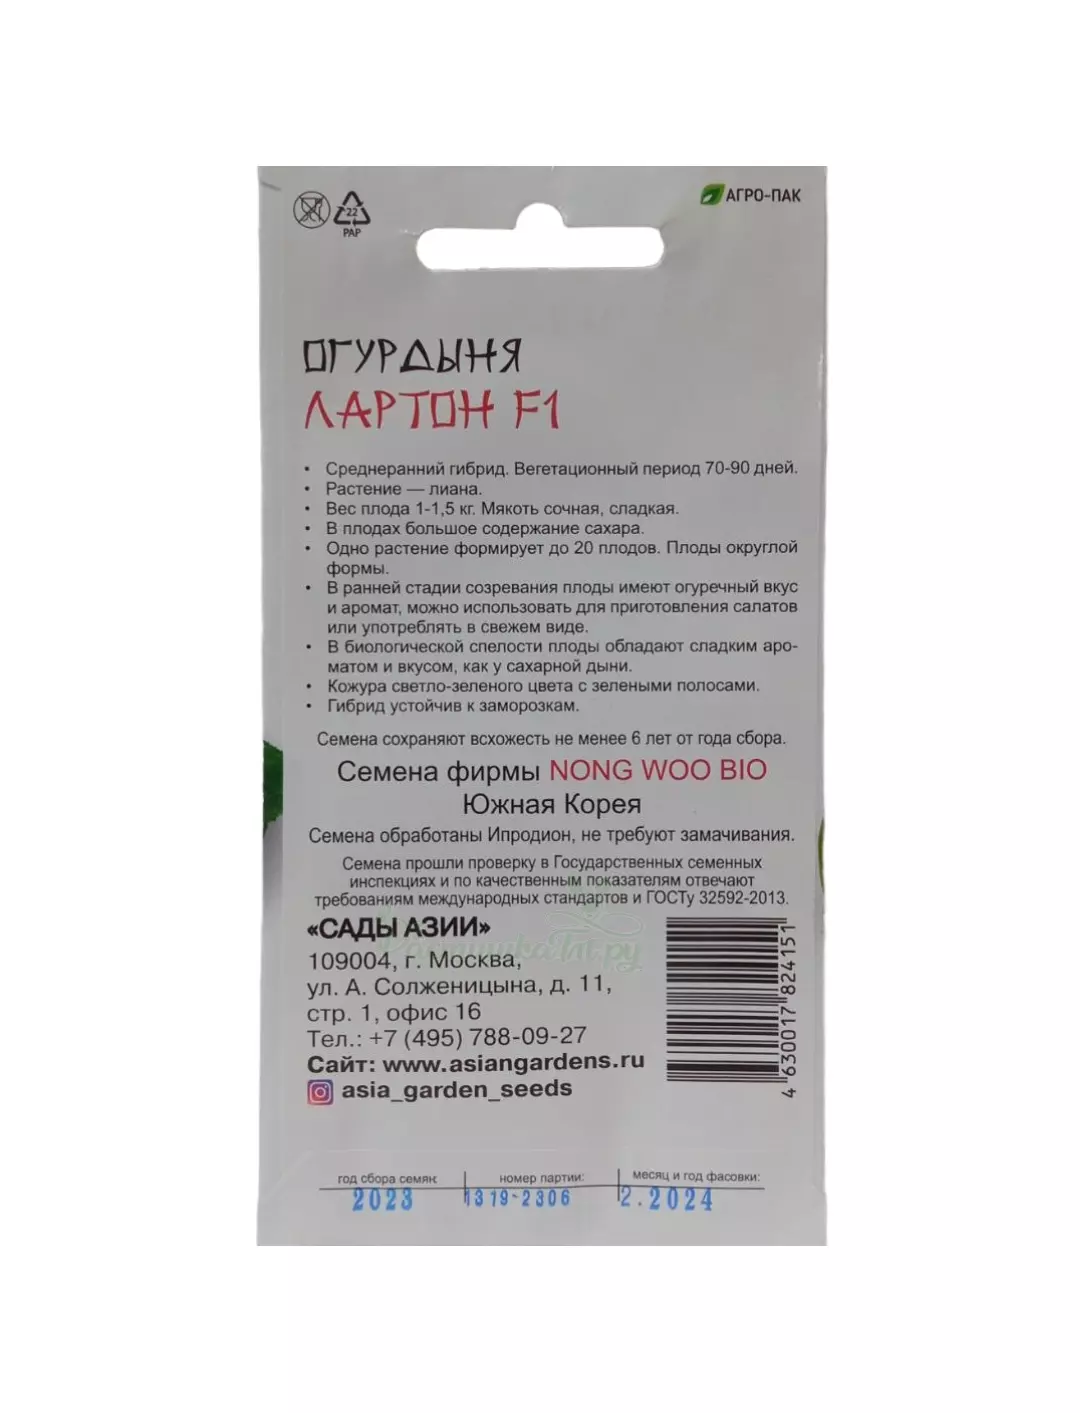 22
PAP
АГРО-ПАК
ОГУРДЫНЯ
ЛАРТОН F1
• Среднеранний гибрид. Вегетационный период 70-90 дней.
• Растение — лиана.
• Вес плода 1-1,5 кг. Мякоть сочная, сладкая.
• В плодах большое содержание сахара.
• Одно растение формирует до 20 плодов. Плоды округлой
формы.
• В ранней стадии созревания плоды имеют огуречный вкус
и аромат, можно использовать для приготовления салатов
или употреблять в свежем виде.
• В биологической спелости плоды обладают сладким аро-
матом и вкусом, как у сахарной дыни.
• Кожура светло-зеленого цвета с зелеными полосами.
• Гибрид устойчив к заморозкам.
Семена сохраняют всхожесть не менее 6 лет от года сбора.
Семена фирмы NONG WOO BIO
Южная Корея
Семена обработаны Ипродион, не требуют замачивания.
Семена прошли проверку в Государственных семенных
инспекциях и по качественным показателям отвечают
требованиям международных стандартов и ГОСТу 32592-2013.
«САДЫ АЗИИ»
109004, г. Москва,
ул. А. Солженицына, д. 11,
стр. 1, офис 16
Тел.: +7 (495) 788-09-27
Сайт: www.asiangardens.ru
asia_garden_seeds
4 630017 824151
год сбора семян: номер партии: месяц и год фасовки:
2023 1319-2306 2.2024